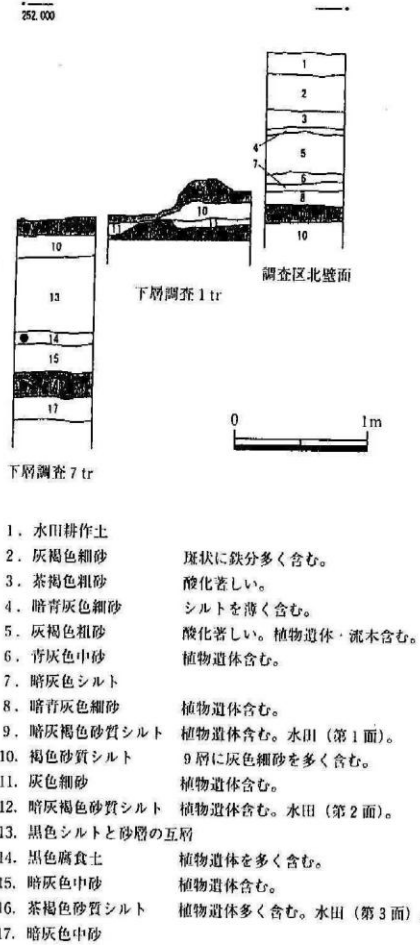 252.000
1
2
3
4
5
7
6
8
10
調査区北壁面
10
11
下層調査 1 tr
10
13
14
15
17
下層調査 7 tr
0 1m
1. 水田耕作土
2. 灰褐色細砂 斑状に鉄分多く含む。
3. 茶褐色粗砂 酸化著しい。
4. 暗青灰色細砂 シルトを薄く含む。
5. 灰褐色粗砂 酸化著しい。植物遺体・流木含む。
6. 青灰色中砂 植物遺体含む。
7. 暗灰色シルト
8. 暗青灰色細砂 植物遺体含む。
9. 暗灰褐色砂質シルト 植物遺体含む。水田（第1面）。
10. 褐色砂質シルト 9層に灰色細砂を多く含む。
11. 灰色細砂 植物遺体含む。
12. 暗灰褐色砂質シルト 植物遺体含む。水田（第2面）。
13. 黒色シルトと砂層の互層
14. 黒色腐食土 植物遺体を多く含む。
15. 暗灰色中砂 植物遺体含む。
16. 茶褐色砂質シルト 植物遺体多く含む。水田（第3面）
17. 暗灰色中砂